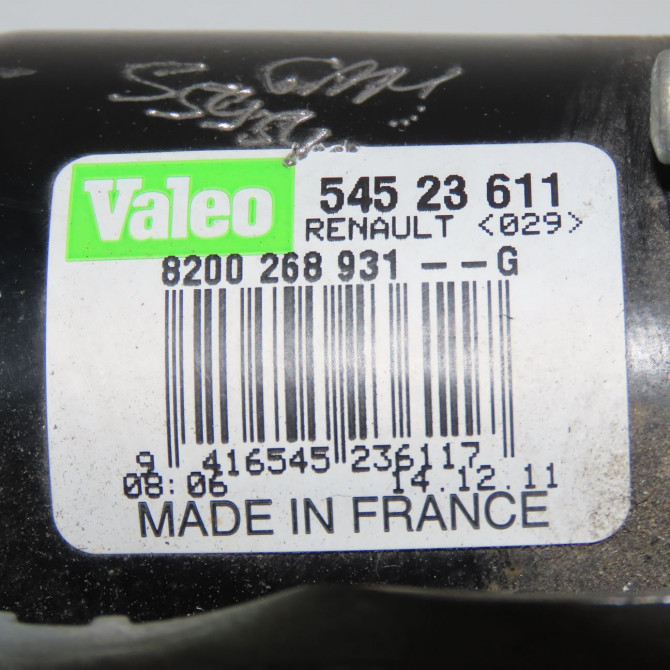 Valeo 545 23 611
RENAULT <029>
8200 268 931 -- G
9 416545 236117
08:06 14.12.11
MADE IN FRANCE